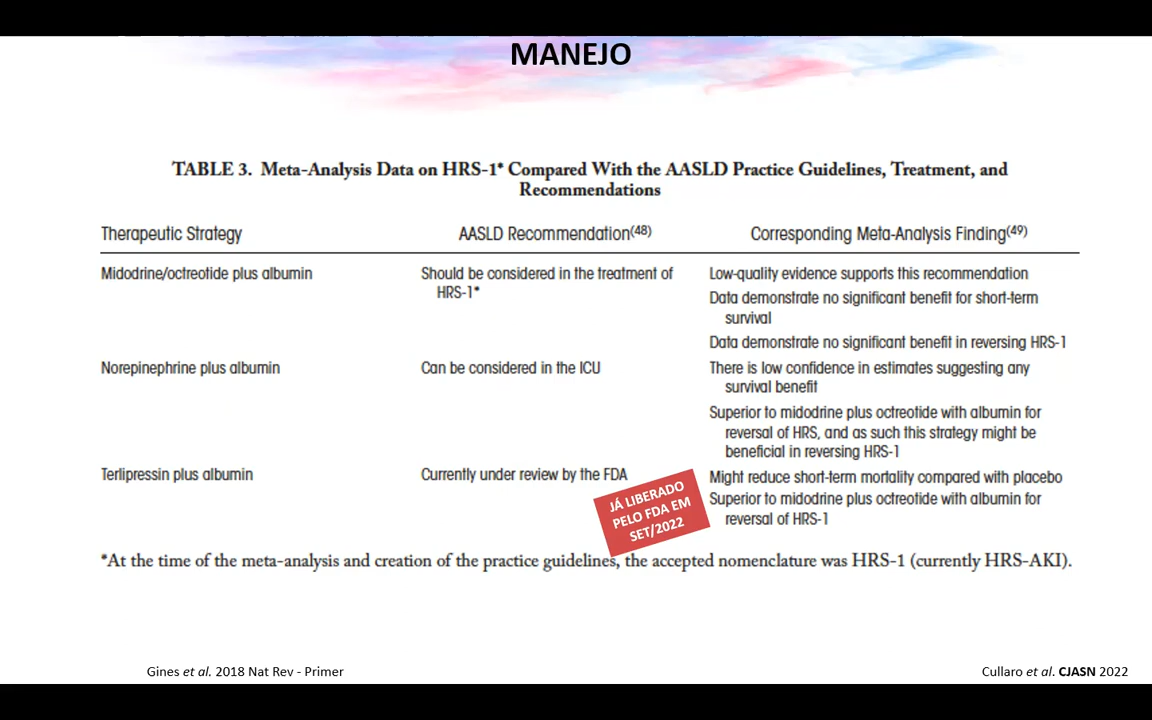 MANEJO
TABLE 3. Meta-Analysis Data on HRS-1* Compared With the AASLD Practice Guidelines, Treatment, and
Recommendations
Therapeutic Strategy
AASLD Recommendation(48)
Corresponding Meta-Analysis Finding(49)
Midodrine/octreotide plus albumin
Should be considered in the treatment of
HRS-1*
Low-quality evidence supports this recommendation
Data demonstrate no significant benefit for short-term
survival
Data demonstrate no significant benefit in reversing HRS-1
Norepinephrine plus albumin
Can be considered in the ICU
There is low confidence in estimates suggesting any
survival benefit
Superior to midodrine plus octreotide with albumin for
reversal of HRS, and as such this strategy might be
beneficial in reversing HRS-1
Terlipressin plus albumin
Currently under review by the FDA
JÁ LIBERADO
PELO FDA EM
SET/2022
Might reduce short-term mortality compared with placebo
Superior to midodrine plus octreotide with albumin for
reversal of HRS-1
*At the time of the meta-analysis and creation of the practice guidelines, the accepted nomenclature was HRS-1 (currently HRS-AKI).
Gines et al. 2018 Nat Rev - Primer
Cullaro et al. CJASN 2022